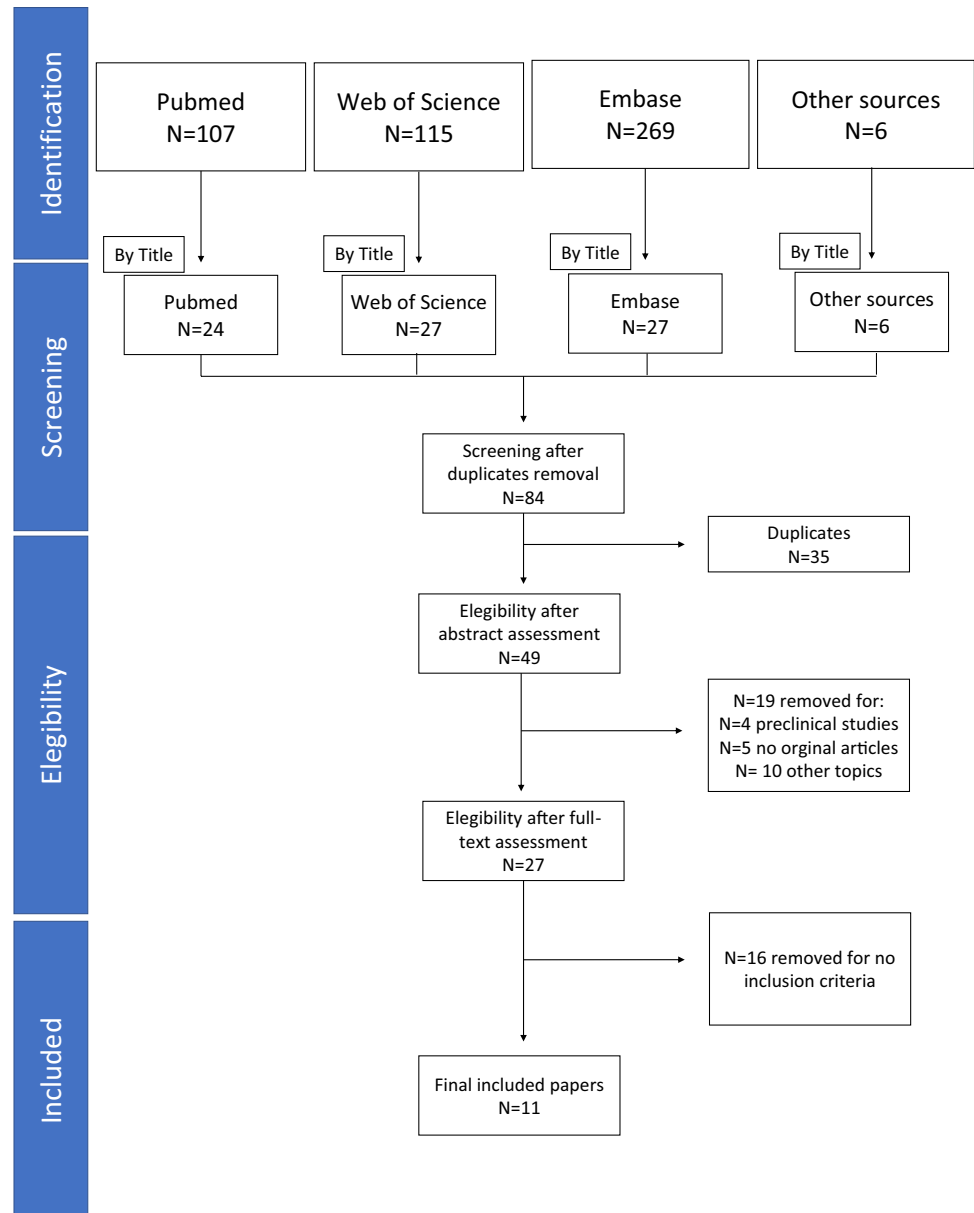 Identification
Pubmed
N=107
Web of Science
N=115
Embase
N=269
Other sources
N=6
By Title
By Title
By Title
By Title
Screening
Pubmed
N=24
Web of Science
N=27
Embase
N=27
Other sources
N=6
Screening after
duplicates removal
N=84
Duplicates
N=35
Elegibility
Elegibility after
abstract assessment
N=49
N=19 removed for:
N=4 preclinical studies
N=5 no orginal articles
N= 10 other topics
Elegibility after full-
text assessment
N=27
Included
N=16 removed for no
inclusion criteria
Final included papers
N=11